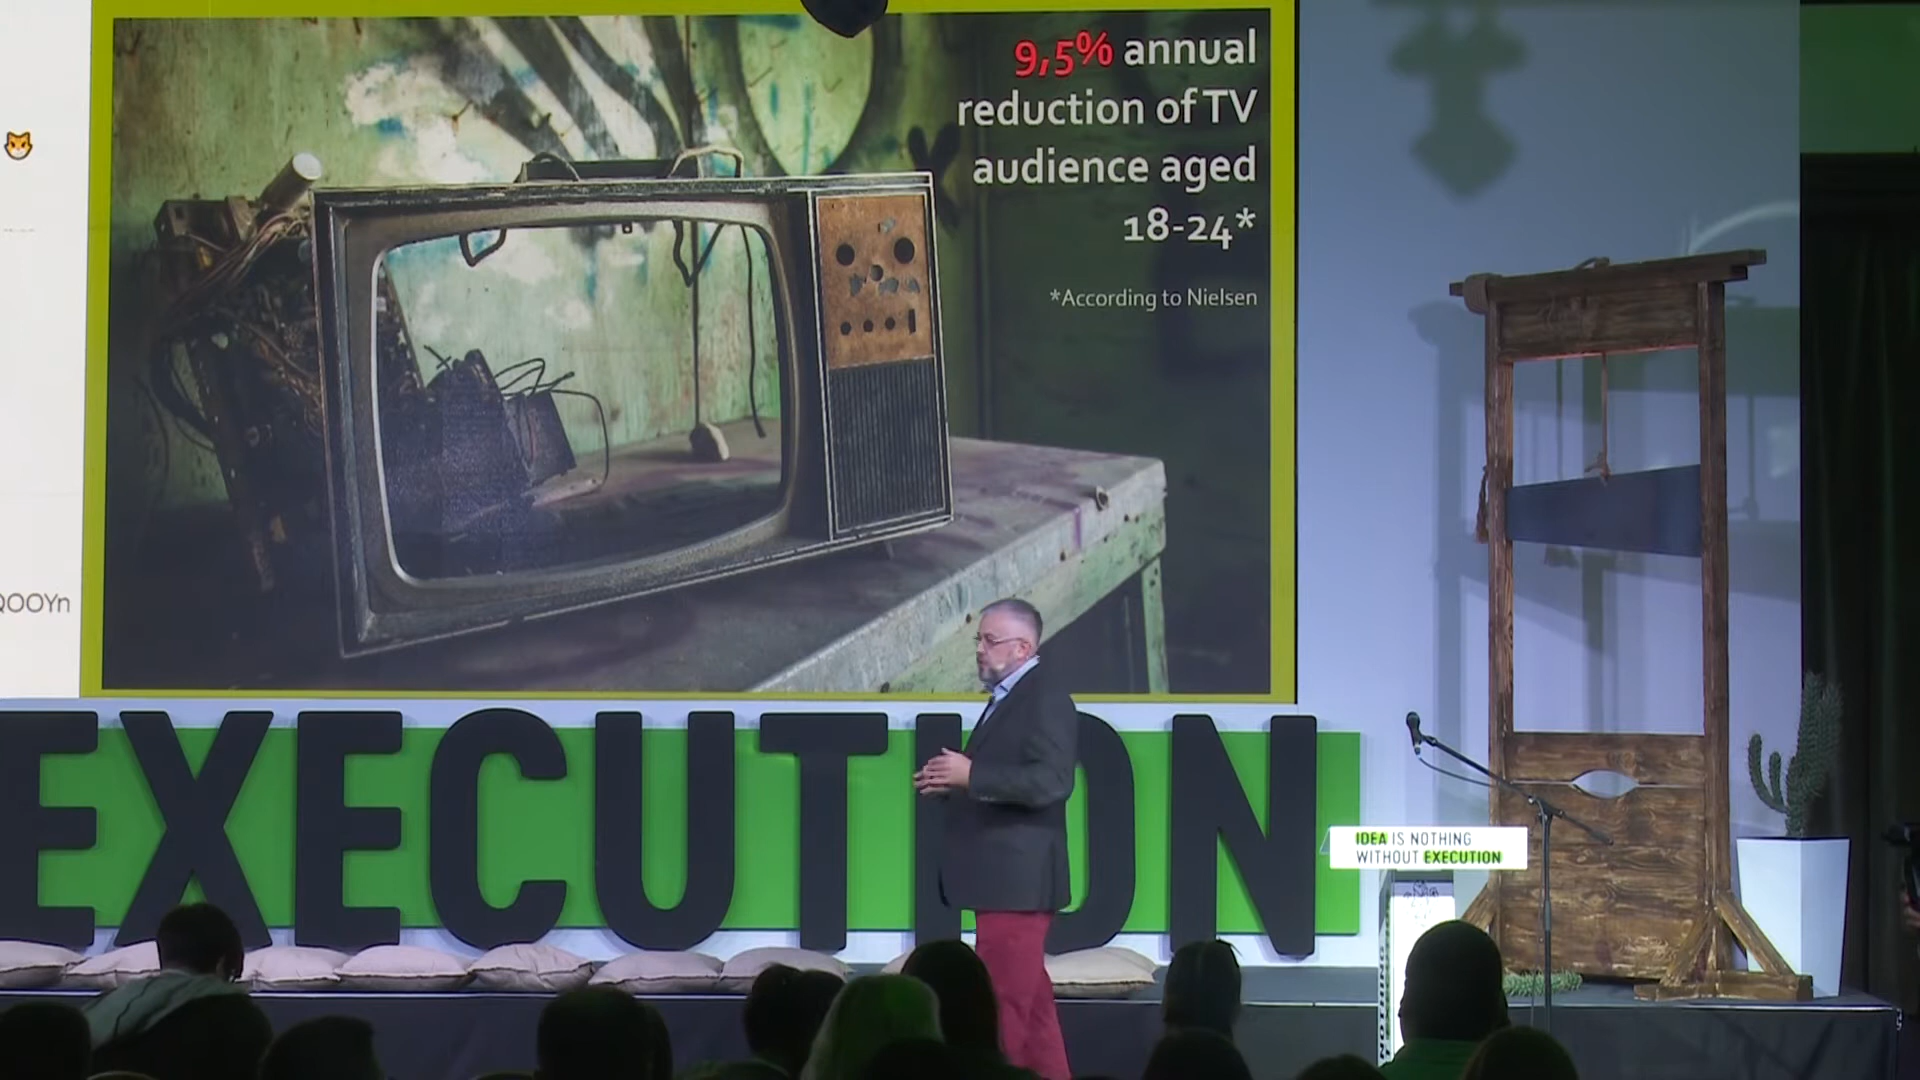 9,5% annual
reduction of TV
audience aged
18-24*
*According to Nielsen
QOOYn
EXECUTION
IDEA IS NOTHING
WITHOUT EXECUTION
NOTHING